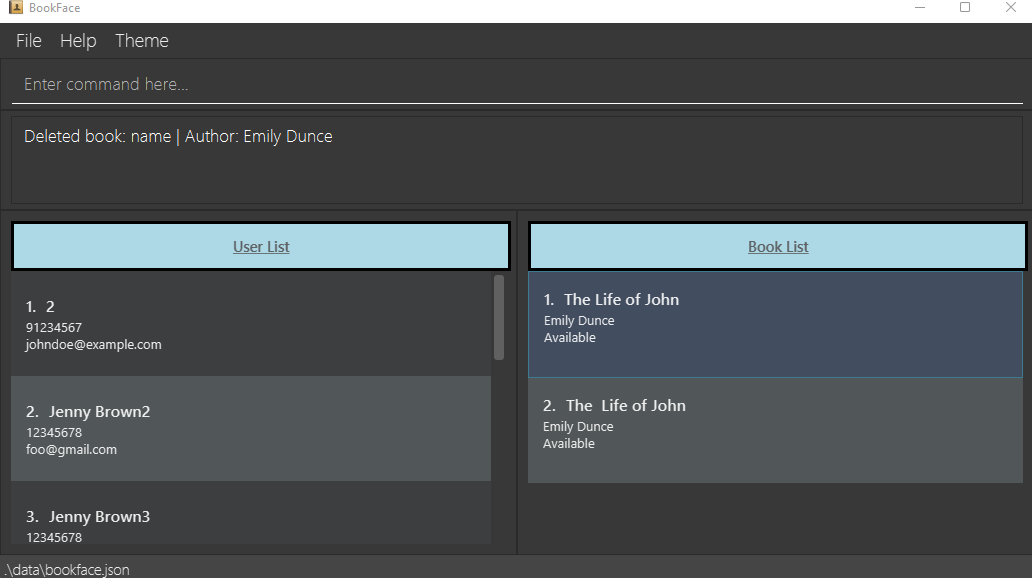 BookFace
File Help Theme
Enter command here...
Deleted book: name | Author: Emily Dunce
User List
1. 2
91234567
johndoe@example.com
2. Jenny Brown2
12345678
foo@gmail.com
3. Jenny Brown3
12345678
Book List
1. The Life of John
Emily Dunce
Available
2. The  Life of John
Emily Dunce
Available
.\data\bookface.json